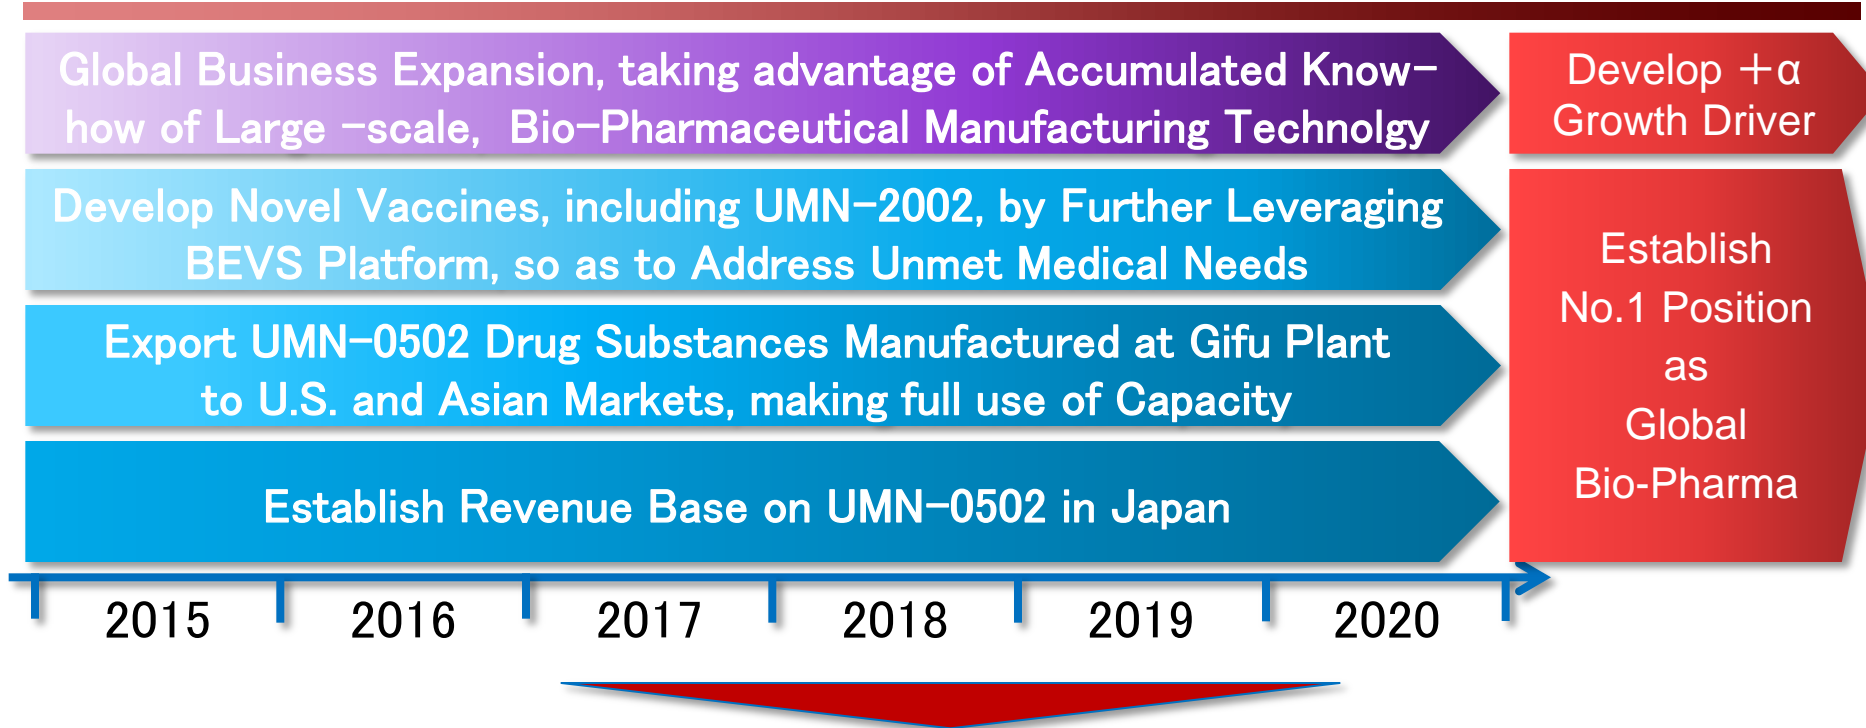 Global Business Expansion, taking advantage of Accumulated Know-
how of Large -scale,  Bio-Pharmaceutical Manufacturing Technolgy
Develop +α
Growth Driver
Develop Novel Vaccines, including UMN-2002, by Further Leveraging
BEVS Platform, so as to Address Unmet Medical Needs
Export UMN-0502 Drug Substances Manufactured at Gifu Plant
to U.S. and Asian Markets, making full use of Capacity
Establish Revenue Base on UMN-0502 in Japan
Establish
No.1 Position
as
Global
Bio-Pharma
2015 2016 2017 2018 2019 2020